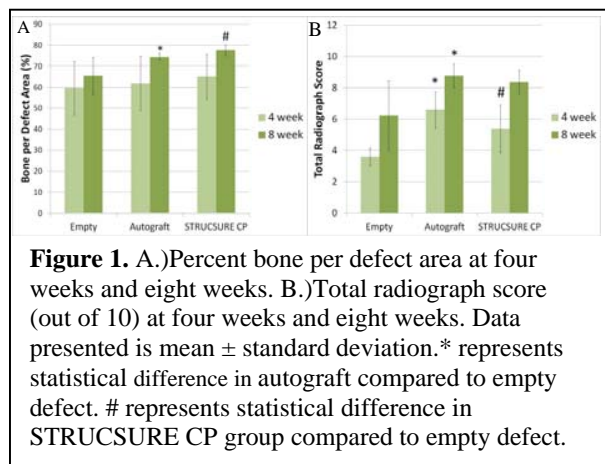 A
B
Bone per Defect Area (%)
90
80
70
60
50
40
30
20
10
0
*
#
4 week
8 week
Empty
Autograft
STRUCSURE CP
Total Radiograph Score
12
10
8
6
4
2
0
*
*
#
4 week
8 week
Empty
Autograft
STRUCSURE CP
Figure 1. A.)Percent bone per defect area at four
weeks and eight weeks. B.)Total radiograph score
(out of 10) at four weeks and eight weeks. Data
presented is mean ± standard deviation.* represents
statistical difference in autograft compared to empty
defect. # represents statistical difference in
STRUCSURE CP group compared to empty defect.